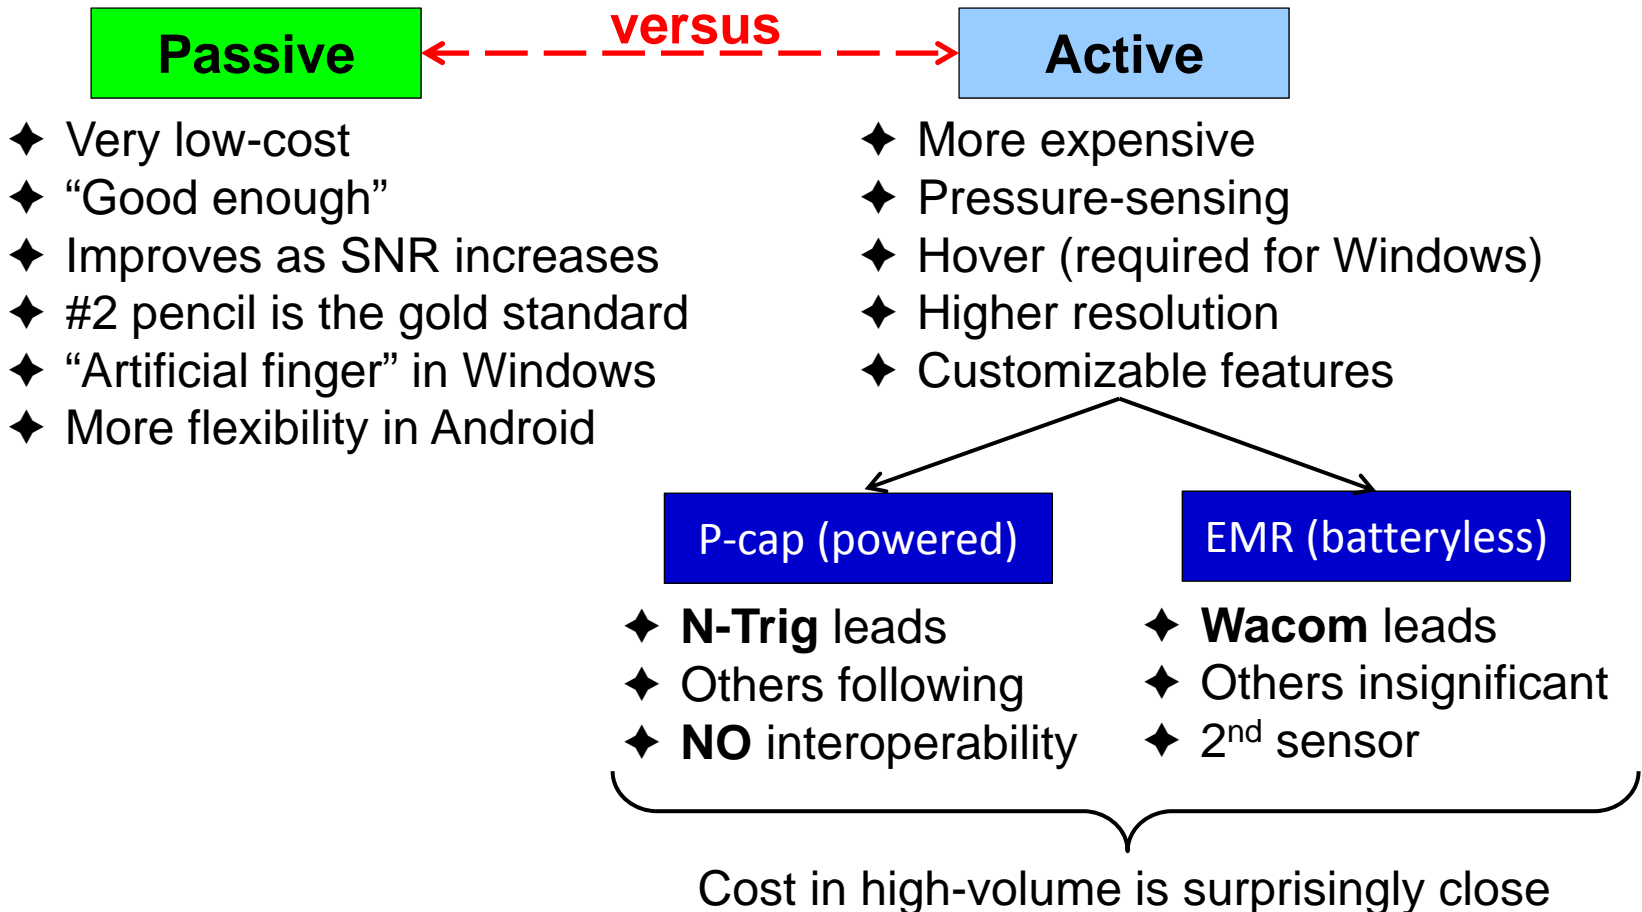 Passive
versus
Active
Very low-cost
“Good enough”
Improves as SNR increases
#2 pencil is the gold standard
“Artificial finger” in Windows
More flexibility in Android
More expensive
Pressure-sensing
Hover (required for Windows)
Higher resolution
Customizable features
P-cap (powered)
N-Trig leads
Others following
NO interoperability
EMR (batteryless)
Wacom leads
Others insignificant
2nd sensor
Cost in high-volume is surprisingly close